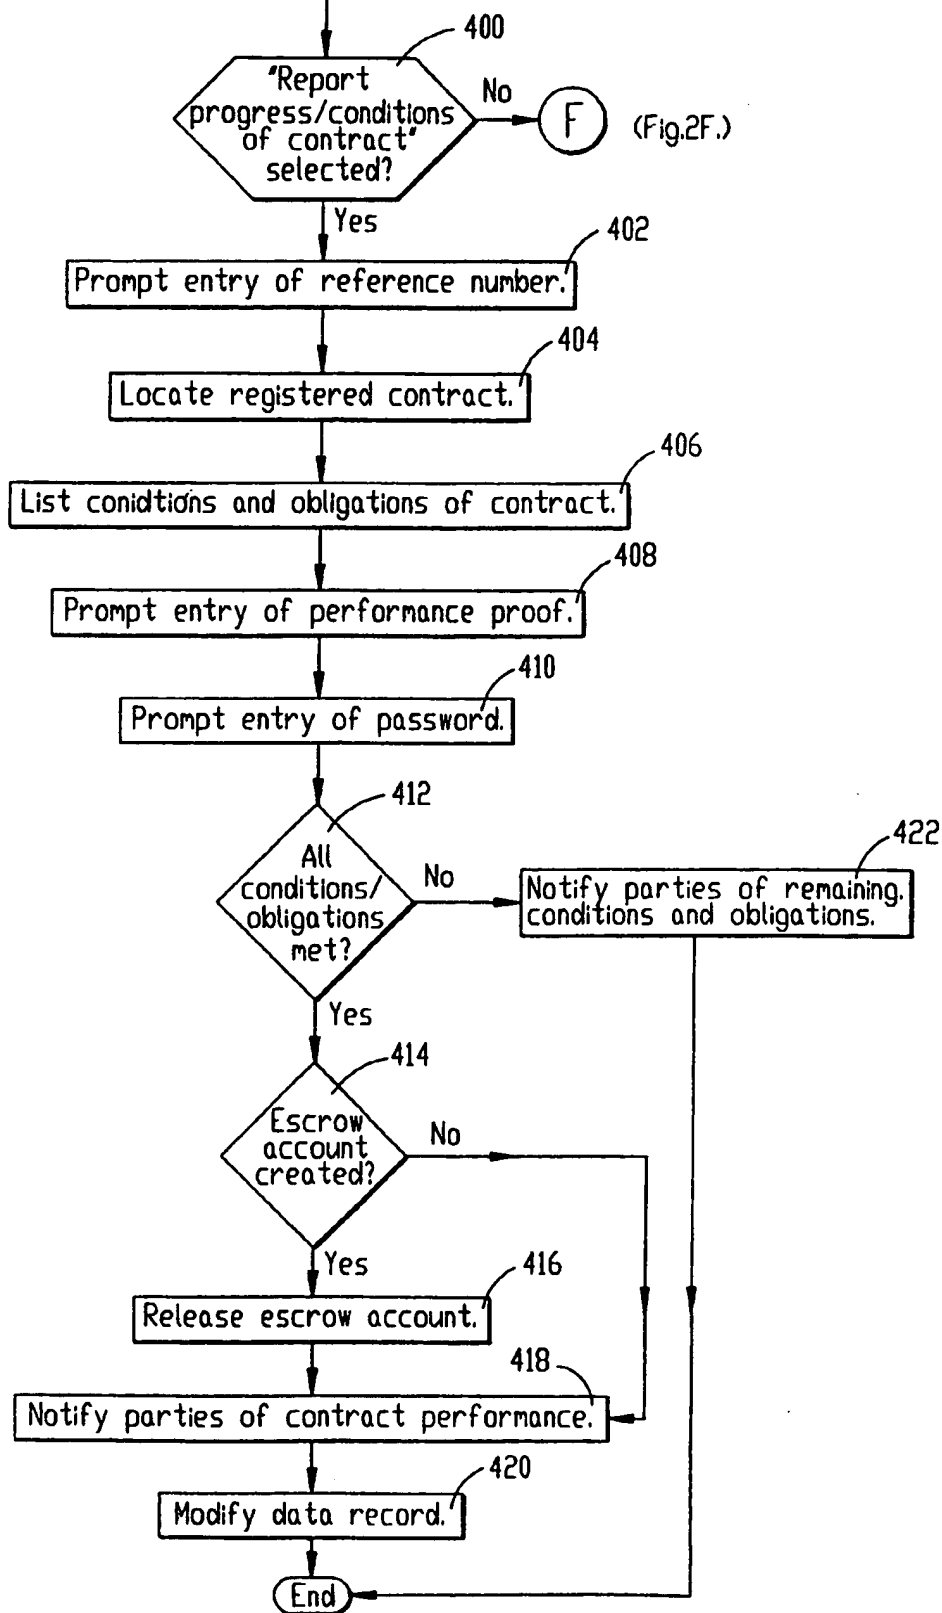 400
"Report
progress/conditions
of contract"
selected?
No
F
(Fig.2F.)
Yes
402
Prompt entry of reference number.
404
Locate registered contract.
406
List conidtions and obligations of contract.
408
Prompt entry of performance proof.
410
Prompt entry of password.
412
All
conditions/
obligations
met?
No
422
Notify parties of remaining.
conditions and obligations.
Yes
414
Escrow
account
created?
No
Yes
416
Release escrow account.
418
Notify parties of contract performance.
420
Modify data record.
End